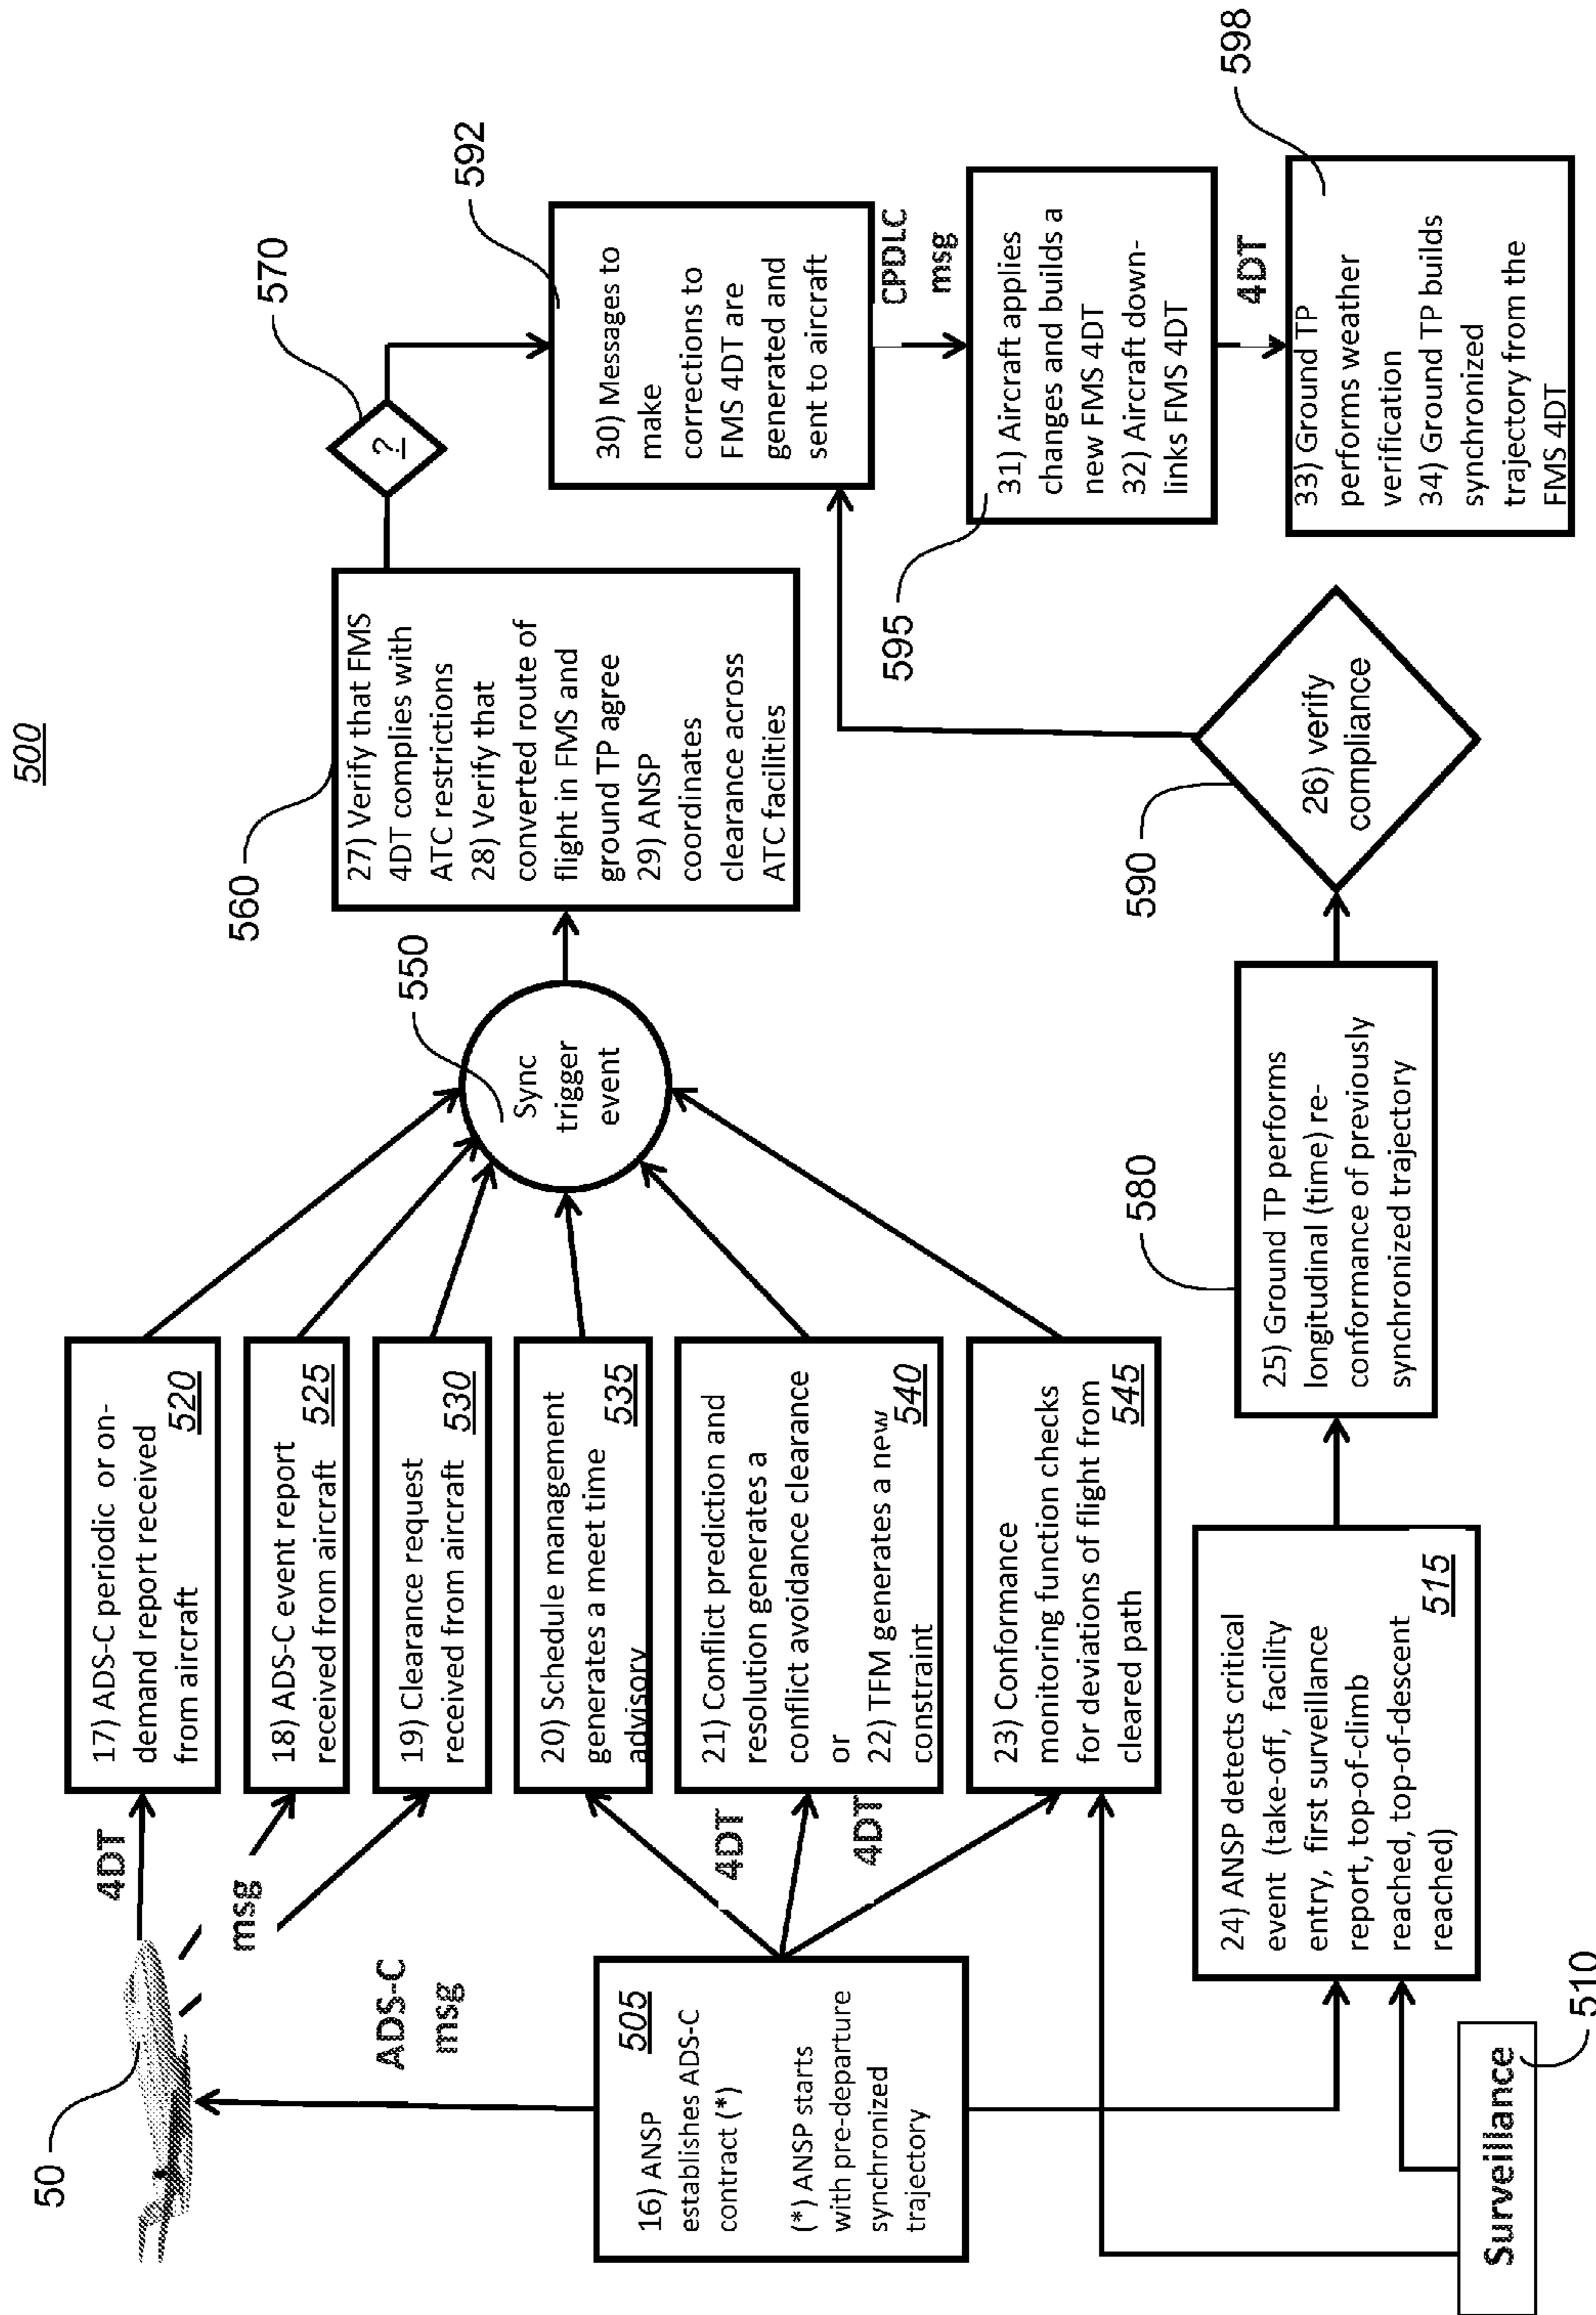 500
50
ADS-C
msg
4DT
msg
16) ANSP 505
establishes ADS-C
contract (*)
(*) ANSP starts
with pre-departure
synchronized
trajectory
Surveillance
510
17) ADS-C periodic or on-
demand report received
from aircraft 520
18) ADS-C event report
received from aircraft 525
19) Clearance request
received from aircraft 530
20) Schedule management
generates a meet time
advisory 535
4DT
4DT
21) Conflict prediction and
resolution generates a
conflict avoidance clearance
or
22) TFM generates a new
constraint 540
23) Conformance
monitoring function checks
for deviations of flight from
cleared path 545
24) ANSP detects critical
event (take-off, facility
entry, first surveillance
report, top-of-climb
reached, top-of-descent
reached) 515
550
Sync
trigger
event
580
25) Ground TP performs
longitudinal (time) re-
conformance of previously
synchronized trajectory
560
27) Verify that FMS
4DT complies with
ATC restrictions
28) Verify that
converted route of
flight in FMS and
ground TP agree
29) ANSP
coordinates
clearance across
ATC facilities
590
26) verify
compliance
570
?
592
30) Messages to
make
corrections to
FMS 4DT are
generated and
sent to aircraft
CPDLC
msg
595
31) Aircraft applies
changes and builds a
new FMS 4DT
32) Aircraft down-
links FMS 4DT
4DT
598
33) Ground TP
performs weather
verification
34) Ground TP builds
synchronized
trajectory from the
FMS 4DT